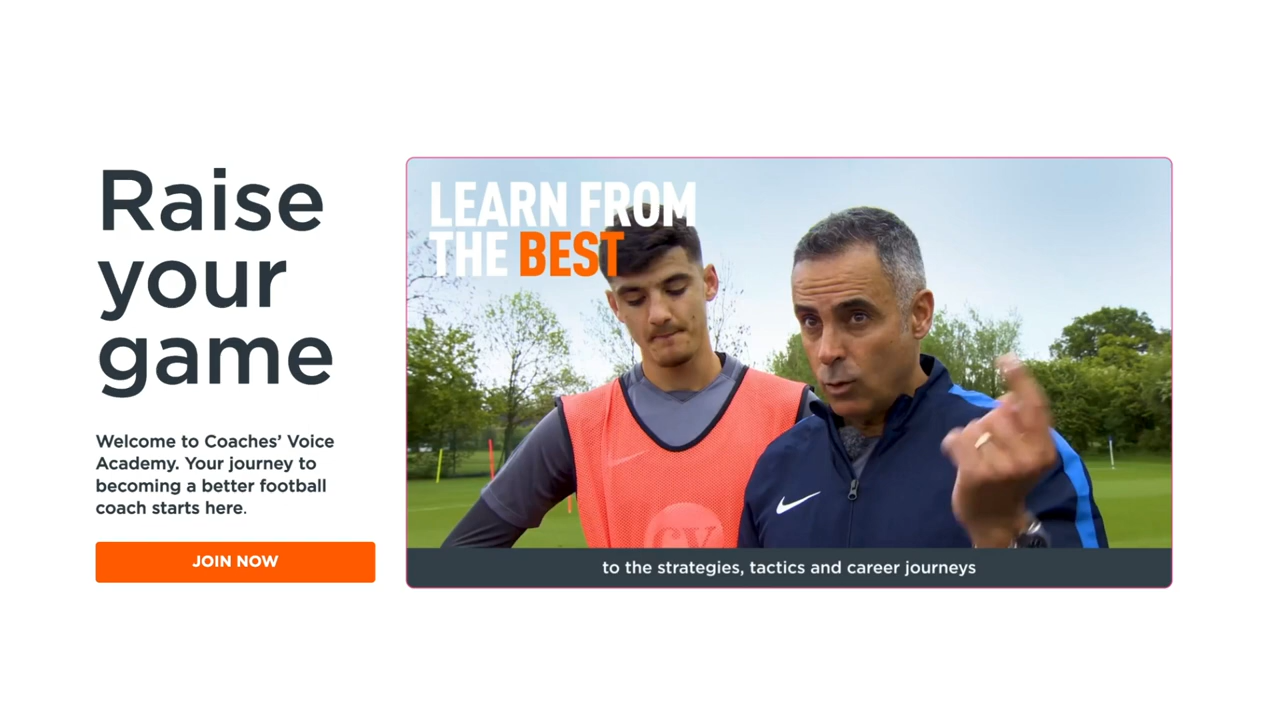 Raise
your
game
Welcome to Coaches’ Voice
Academy. Your journey to
becoming a better football
coach starts here.
JOIN NOW
LEARN FROM
THE BEST
CV
to the strategies, tactics and career journeys